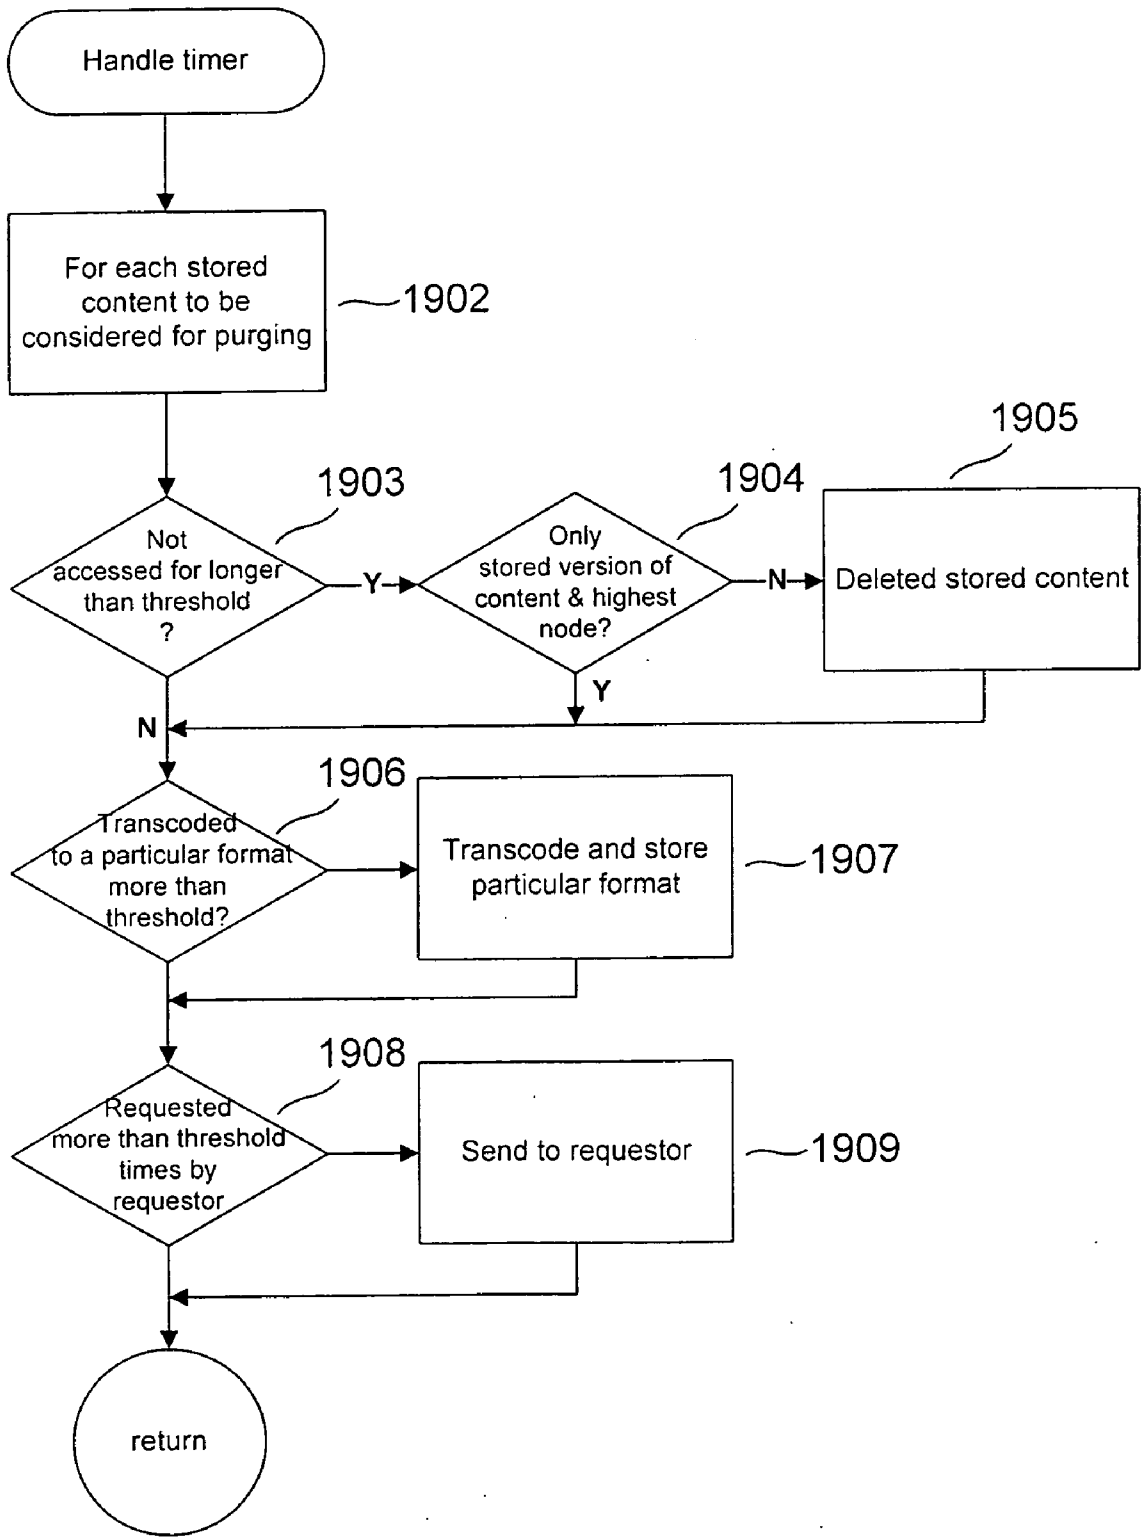 Handle timer
For each stored
content to be
considered for purging
1902
1903
Not
accessed for longer
than threshold
?
Y
1904
Only
stored version of
content & highest
node?
N
Y
1905
Deleted stored content
N
1906
Transcoded
to a particular format
more than
threshold?
Transcode and store
particular format
1907
1908
Requested
more than threshold
times by
requestor
Send to requestor
1909
return